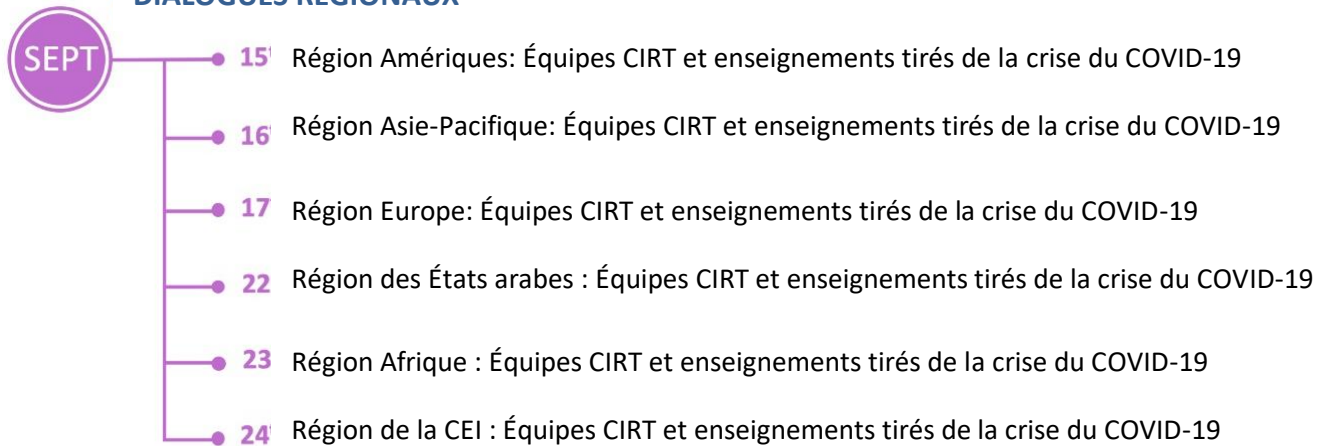 DIALOGUES RÉGIONAUX
SEPT
15 Région Amériques: Équipes CIRT et enseignements tirés de la crise du COVID-19
16 Région Asie-Pacifique: Équipes CIRT et enseignements tirés de la crise du COVID-19
17 Région Europe: Équipes CIRT et enseignements tirés de la crise du COVID-19
22 Région des États arabes : Équipes CIRT et enseignements tirés de la crise du COVID-19
23 Région Afrique : Équipes CIRT et enseignements tirés de la crise du COVID-19
24 Région de la CEI : Équipes CIRT et enseignements tirés de la crise du COVID-19